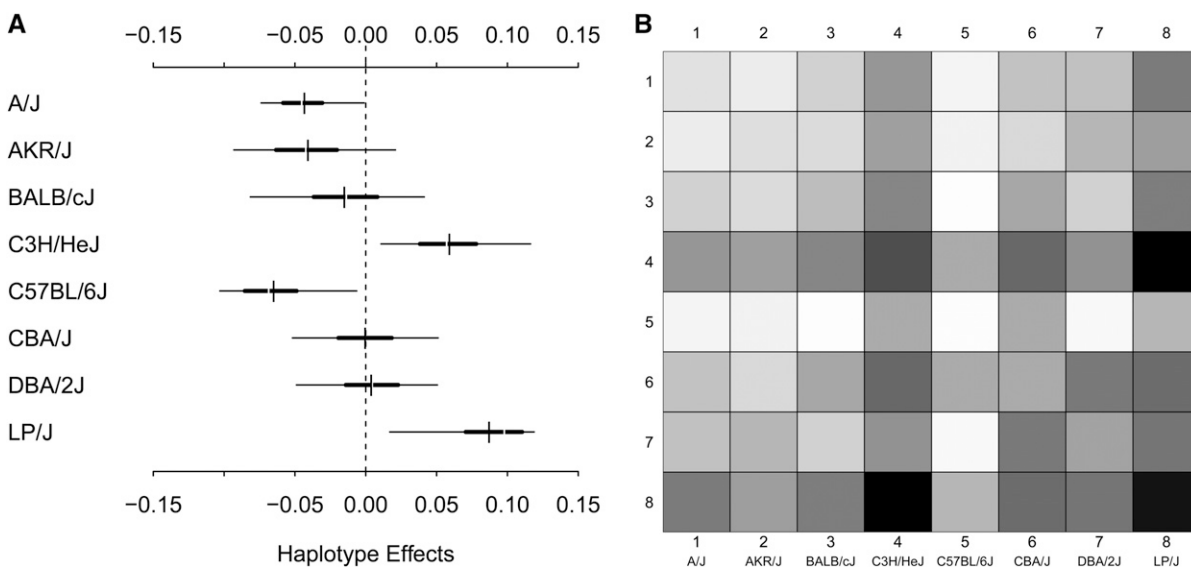 A
−0.15 −0.05 0.00 0.05 0.10 0.15
A/J
AKR/J
BALB/cJ
C3H/HeJ
C57BL/6J
CBA/J
DBA/2J
LP/J
−0.15 −0.05 0.00 0.05 0.10 0.15
Haplotype Effects
B
1 2 3 4 5 6 7 8
1
2
3
4
5
6
7
8
1 2 3 4 5 6 7 8
A/J AKR/J BALB/cJ C3H/HeJ C57BL/6J CBA/J DBA/2J LP/J